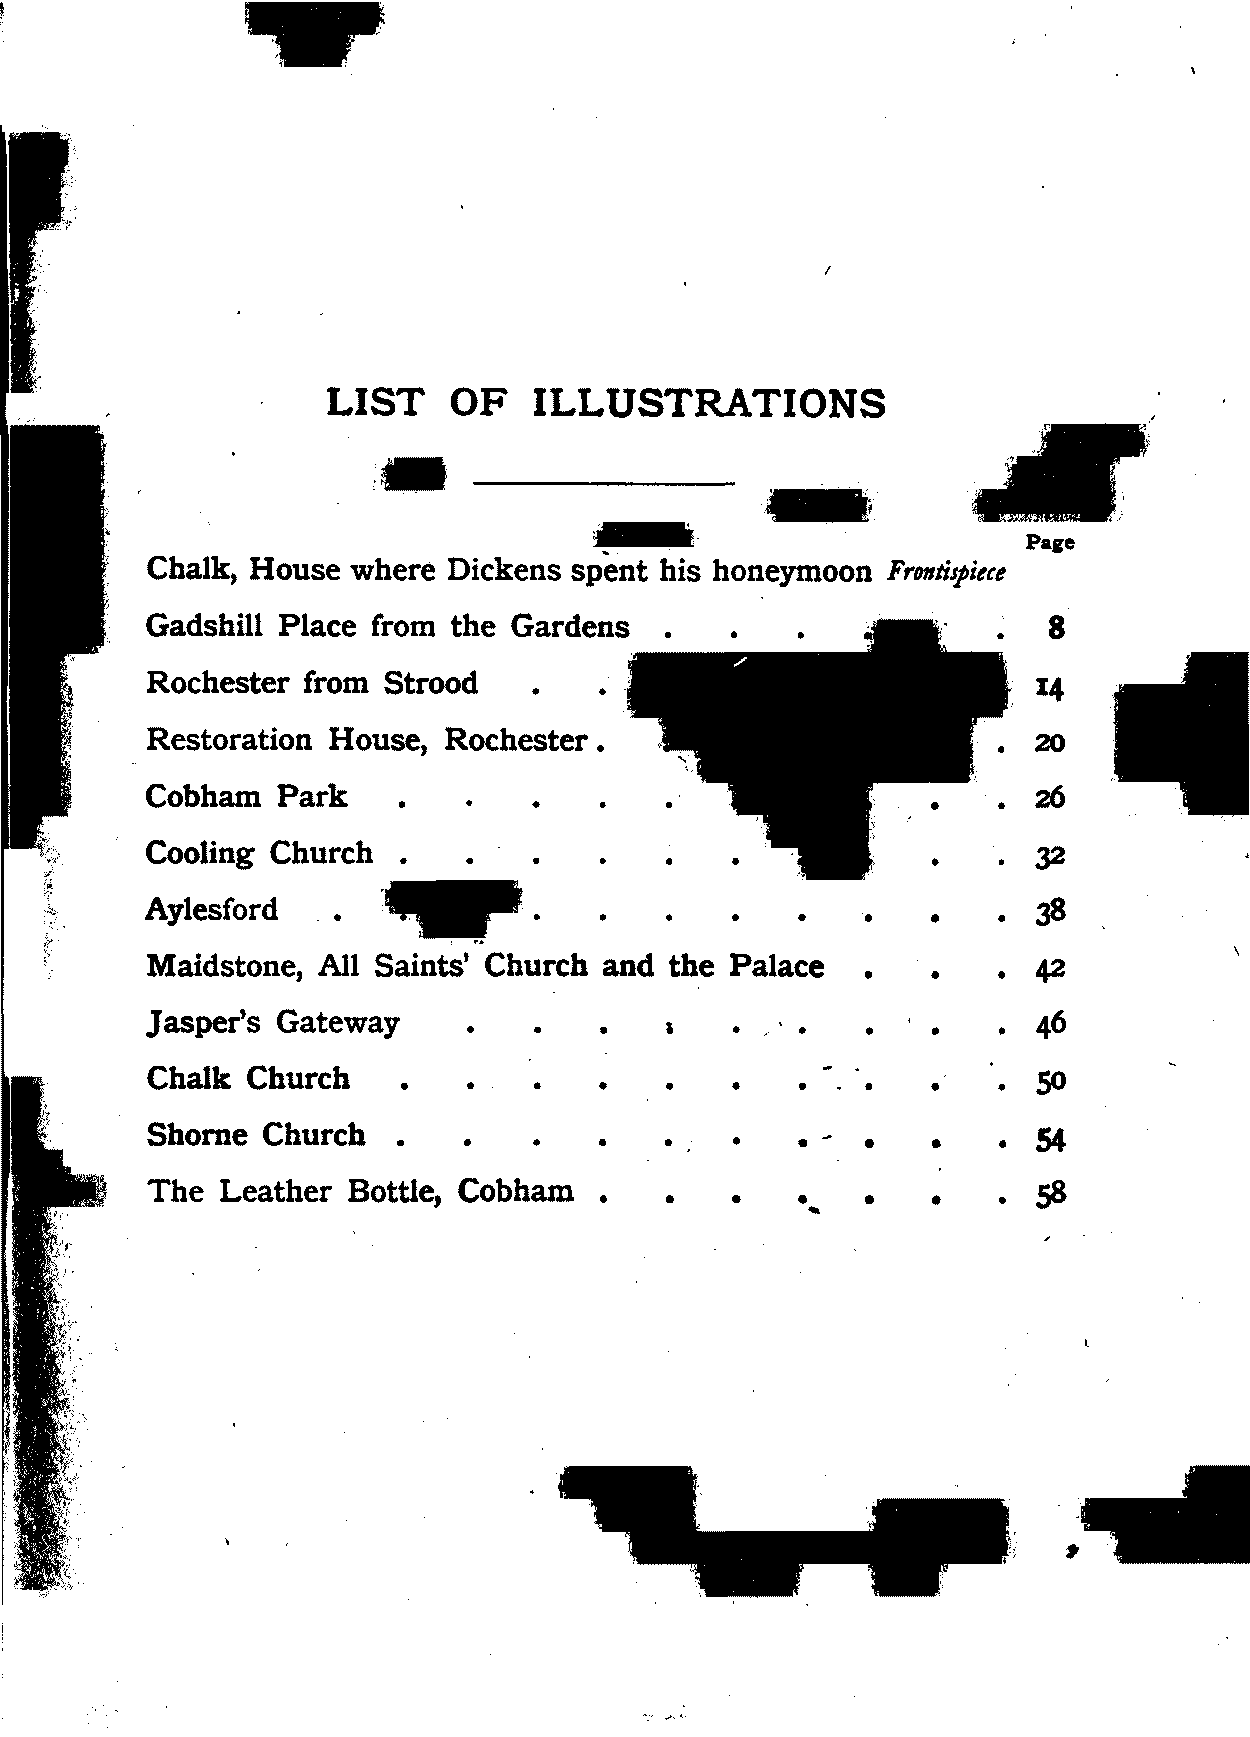 LIST OF ILLUSTRATIONS
Page
Chalk, House where Dickens spent his honeymoon Frontispiece
Gadshill Place from the Gardens . . . . . 8
Rochester from Strood . . 14
Restoration House, Rochester . . 20
Cobham Park . . . . . . . 26
Cooling Church . . . . . . . . 32
Aylesford . . . . . . . . . . 38
Maidstone, All Saints' Church and the Palace . . . 42
Jasper's Gateway . . . . . . . . . 46
Chalk Church . . . . . . . . . . 50
Shorne Church . . . . . . . . . . 54
The Leather Bottle, Cobham . . . . . . . 58